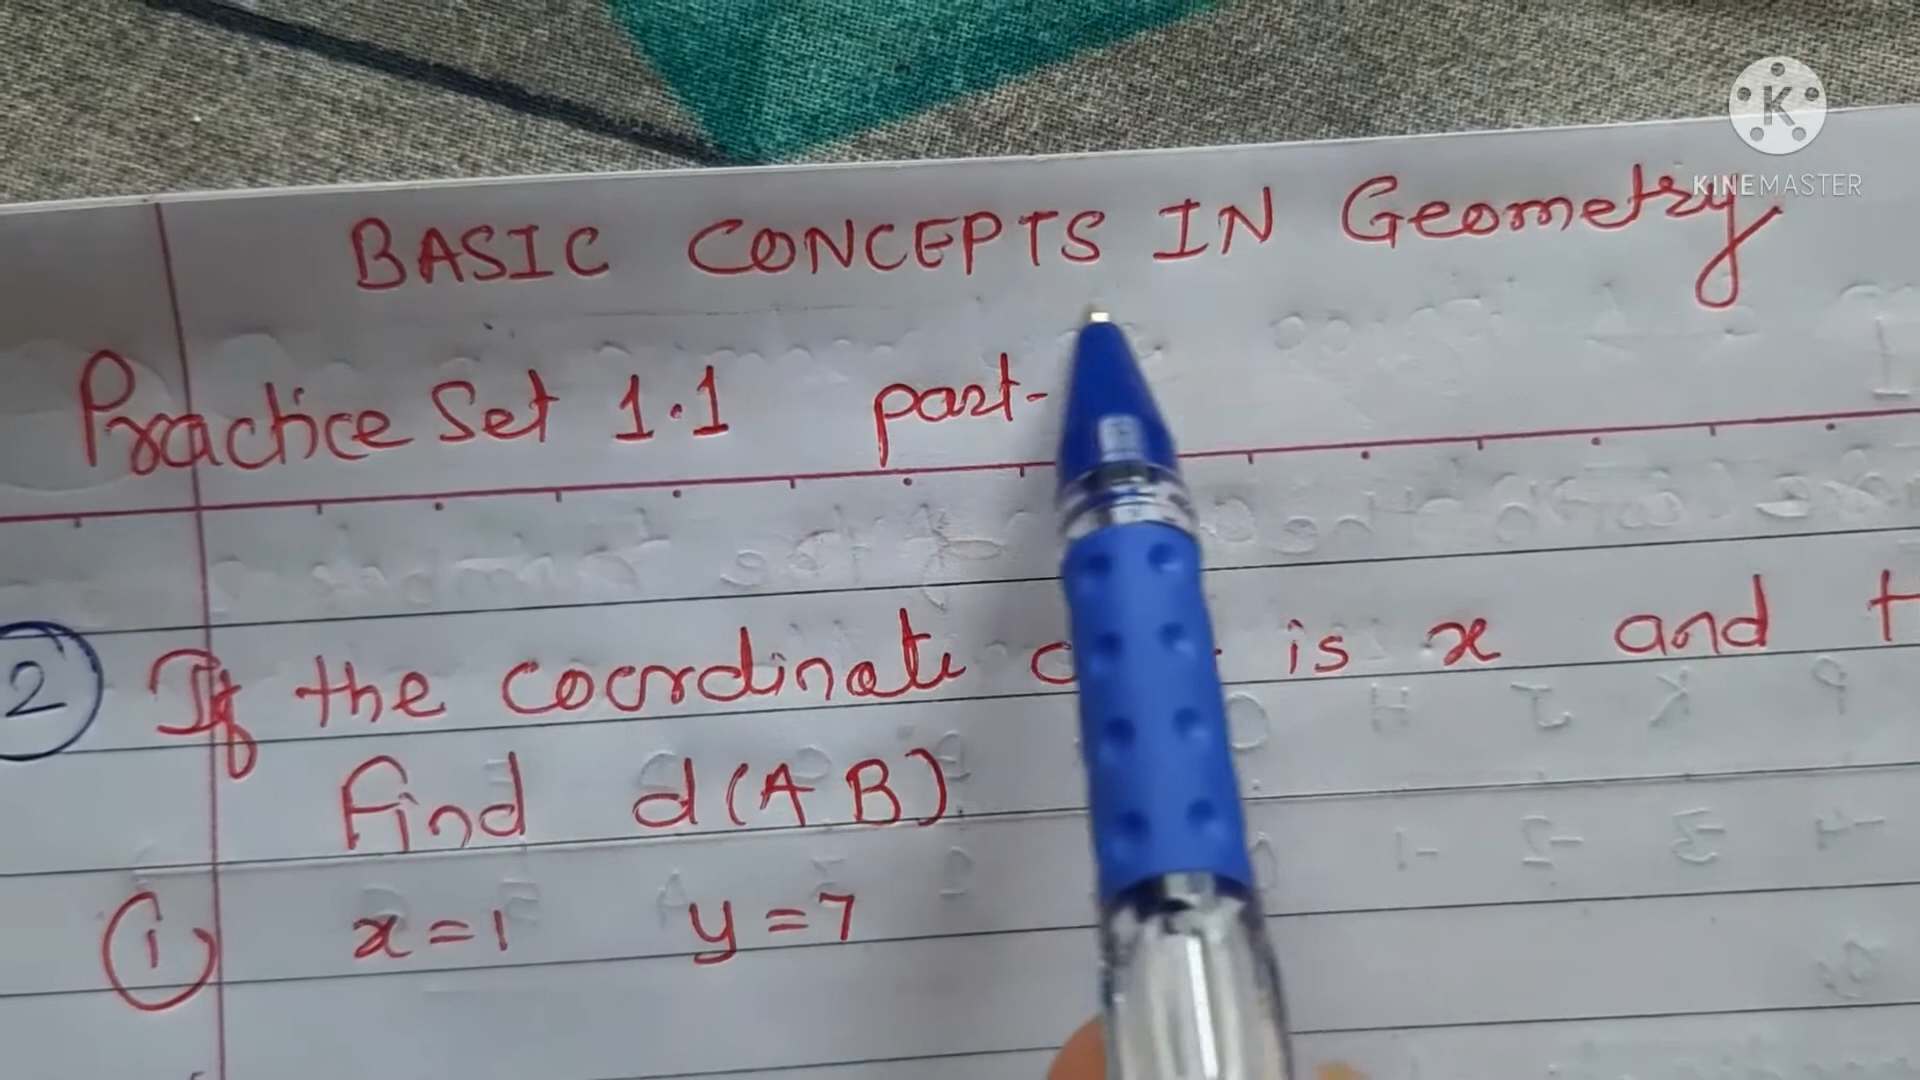 KINEMASTER
BASIC CONCEPTS IN Geometry
Practice Set 1.1 part-
2 If the coordinate is x and
Find d(AB)
1 x=1 y=7